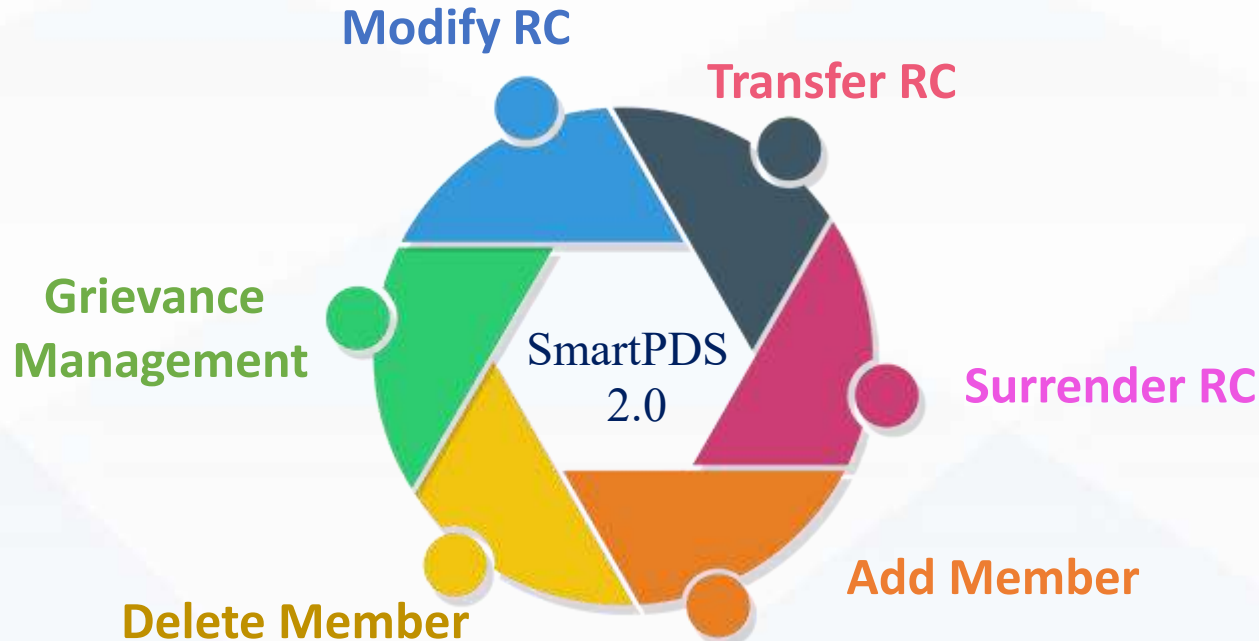 Modify RC
Transfer RC
Grievance
Management
SmartPDS
2.0
Surrender RC
Add Member
Delete Member